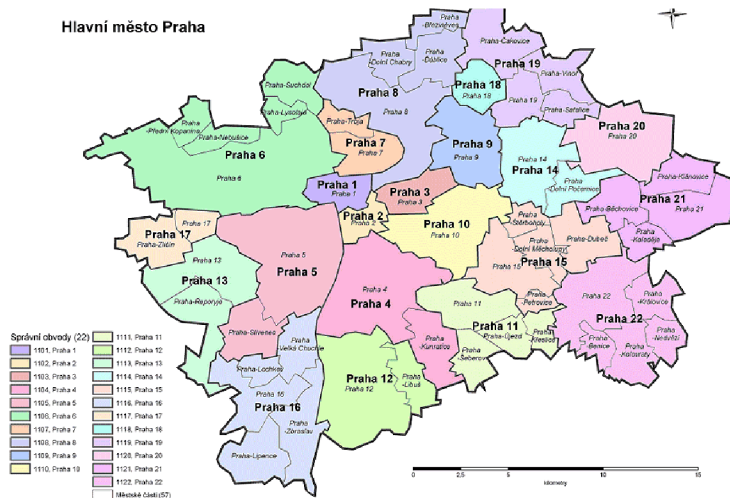 Hlavní město Praha
Praha-Březiněves
Praha-Dolní Chabry
Praha-Ďáblice
Praha-Čakovice
Praha 19
Praha-Vinoř
Praha 8
Praha 8
Praha 18
Praha 18
Praha 19
Praha-Satalice
Praha-Suchdol
Praha-Lysolaje
Praha-Troja
Praha 7
Praha 7
Praha-Přední Kopanina
Praha-Nebušice
Praha 6
Praha 6
Praha 9
Praha 9
Praha 20
Praha 20
Praha 14
Praha 14
Praha-Dolní Počernice
Praha-Klánovice
Praha 21
Praha 21
Praha-Běchovice
Praha-Koloděje
Praha 1
Praha 1
Praha 3
Praha 3
Praha 2
Praha 2
Praha 10
Praha 10
Praha-Štěrboholy
Praha-Dubeč
Praha-Dolní Měcholupy
Praha 15
Praha 15
Praha-Petrovice
Praha 17
Praha 17
Praha-Zličín
Praha 13
Praha 13
Praha-Řeporyje
Praha 5
Praha 5
Praha-Slivenec
Praha 4
Praha 4
Praha-Kunratice
Praha 11
Praha 11
Praha-Újezd
Praha-Křeslice
Praha-Šeberov
Praha 22
Praha 22
Praha-Královice
Praha-Nedvězí
Praha-Benice
Praha-Kolovraty
Praha-Velká Chuchle
Praha-Lochkov
Praha 16
Praha 16
Praha-Zbraslav
Praha-Lipence
Praha 12
Praha 12
Praha-Libuš
Správní obvody (22)
1101, Praha 1
1102, Praha 2
1103, Praha 3
1104, Praha 4
1105, Praha 5
1106, Praha 6
1107, Praha 7
1108, Praha 8
1109, Praha 9
1110, Praha 10
1111, Praha 11
1112, Praha 12
1113, Praha 13
1114, Praha 14
1115, Praha 15
1116, Praha 16
1117, Praha 17
1118, Praha 18
1119, Praha 19
1120, Praha 20
1121, Praha 21
1122, Praha 22
Městské části (57)
0 2,5 5 10 15
kilometry